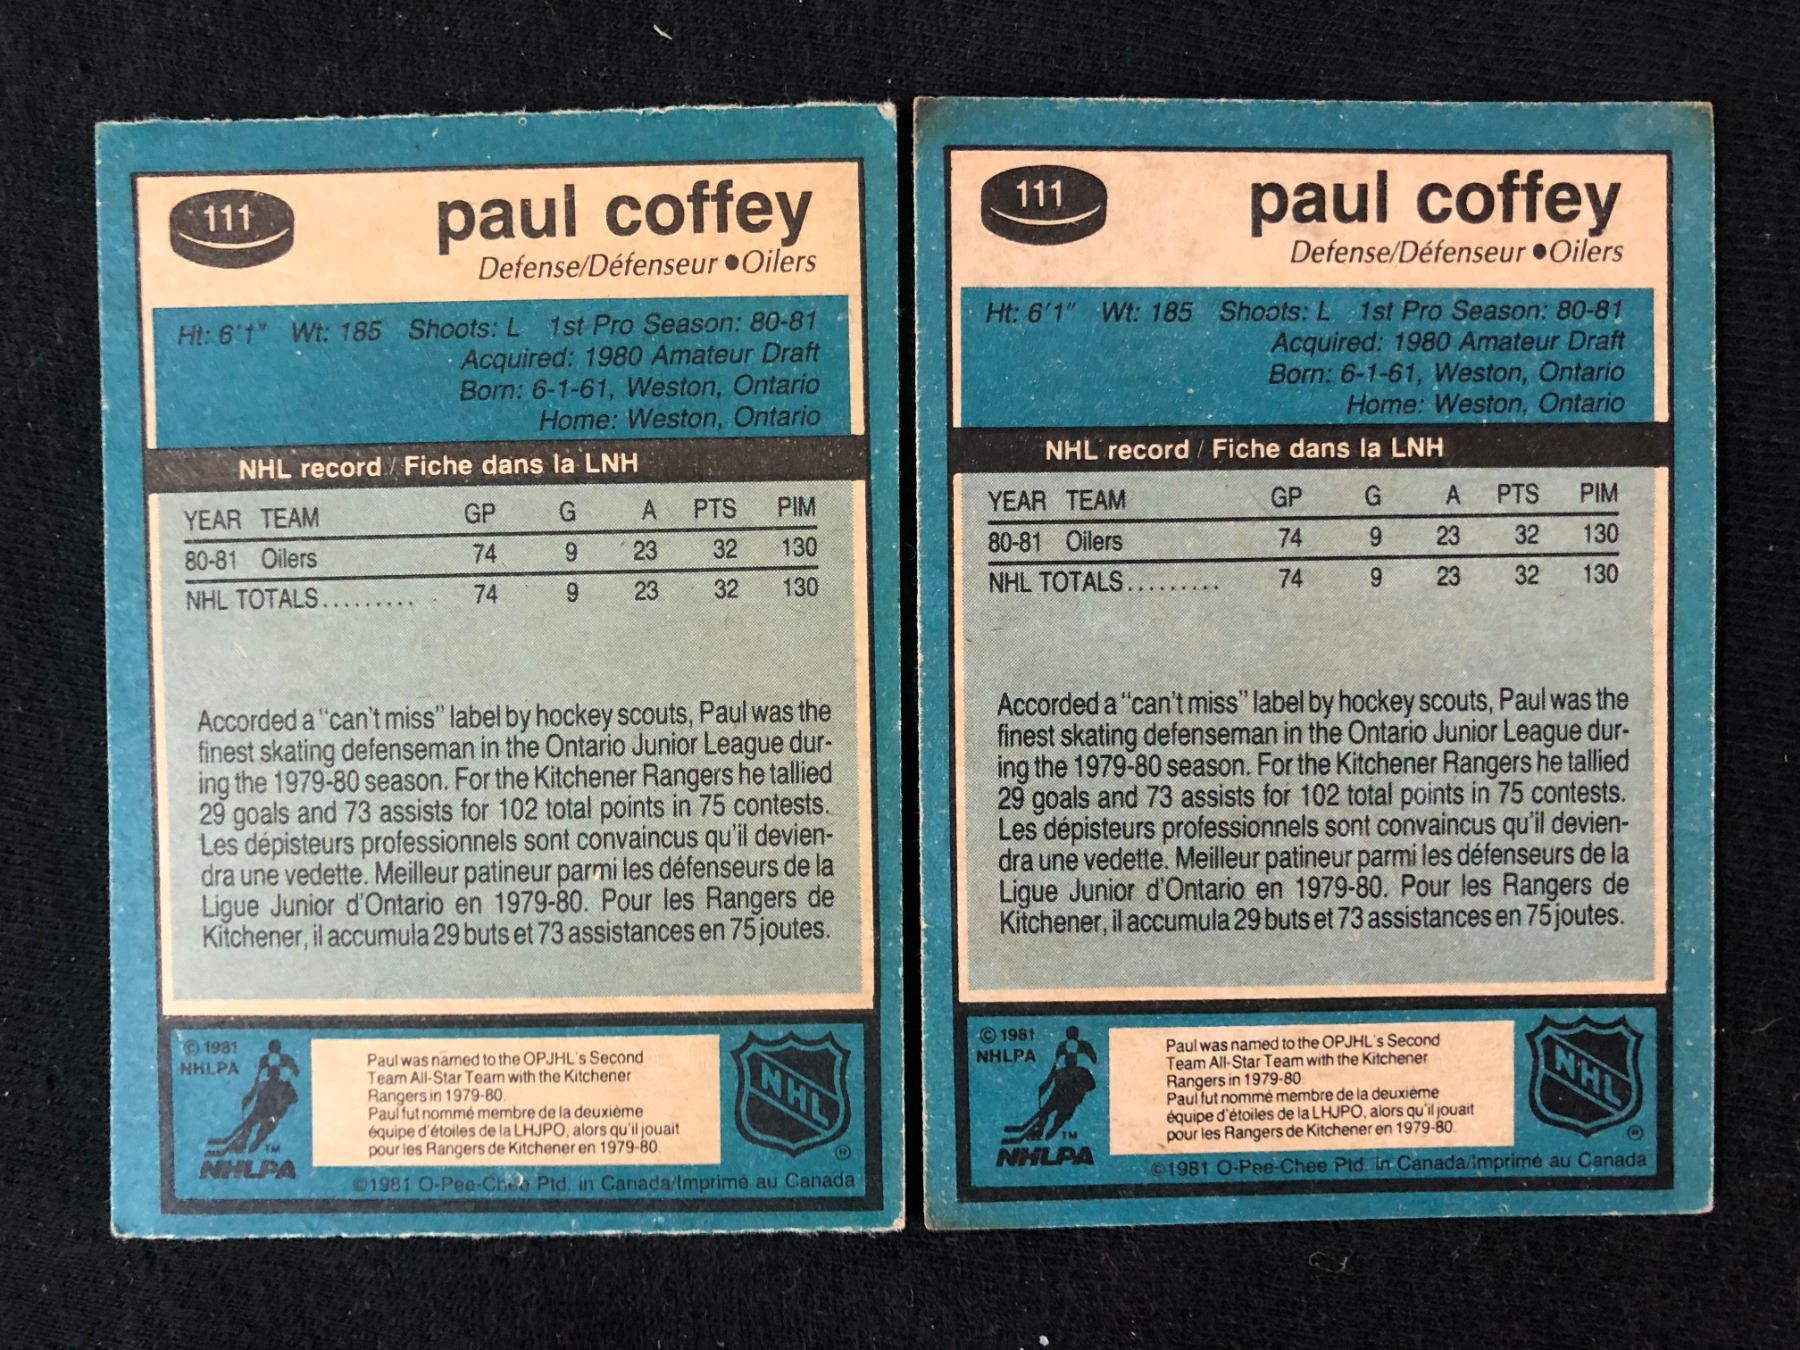 111
paul coffey
Defense/Défenseur ●Oilers
Ht: 6'1" Wt: 185 Shoots: L 1st Pro Season: 80-81
Acquired: 1980 Amateur Draft
Born: 6-1-61, Weston, Ontario
Home: Weston, Ontario
NHL record / Fiche dans la LNH
YEAR TEAM GP G A PTS PIM
80-81 Oilers 74 9 23 32 130
NHL TOTALS......... 74 9 23 32 130
Accorded a "can't miss" label by hockey scouts, Paul was the
finest skating defenseman in the Ontario Junior League dur-
ing the 1979-80 season. For the Kitchener Rangers he tallied
29 goals and 73 assists for 102 total points in 75 contests.
Les dépisteurs professionnels sont convaincus qu'il devien-
dra une vedette. Meilleur patineur parmi les défenseurs de la
Ligue Junior d'Ontario en 1979-80. Pour les Rangers de
Kitchener, il accumula 29 buts et 73 assistances en 75 joutes.
© 1981
NHLPA
TM
NHLPA
Paul was named to the OPJHL's Second
Team All-Star Team with the Kitchener
Rangers in 1979-80.
Paul fut nommé membre de la deuxième
équipe d'étoiles de la LHJPO, alors qu'il jouait
pour les Rangers de Kitchener en 1979-80.
NHL
®
©1981 O-Pee-Chee Ptd. in Canada/Imprimé au Canada
111
paul coffey
Defense/Défenseur ●Oilers
Ht: 6'1" Wt: 185 Shoots: L 1st Pro Season: 80-81
Acquired: 1980 Amateur Draft
Born: 6-1-61, Weston, Ontario
Home: Weston, Ontario
NHL record / Fiche dans la LNH
YEAR TEAM GP G A PTS PIM
80-81 Oilers 74 9 23 32 130
NHL TOTALS......... 74 9 23 32 130
Accorded a "can't miss" label by hockey scouts, Paul was the
finest skating defenseman in the Ontario Junior League dur-
ing the 1979-80 season. For the Kitchener Rangers he tallied
29 goals and 73 assists for 102 total points in 75 contests.
Les dépisteurs professionnels sont convaincus qu'il devien-
dra une vedette. Meilleur patineur parmi les défenseurs de la
Ligue Junior d'Ontario en 1979-80. Pour les Rangers de
Kitchener, il accumula 29 buts et 73 assistances en 75 joutes.
© 1981
NHLPA
TM
NHLPA
Paul was named to the OPJHL's Second
Team All-Star Team with the Kitchener
Rangers in 1979-80.
Paul fut nommé membre de la deuxième
équipe d'étoiles de la LHJPO, alors qu'il jouait
pour les Rangers de Kitchener en 1979-80.
NHL
®
©1981 O-Pee-Chee Ptd. in Canada/Imprimé au Canada